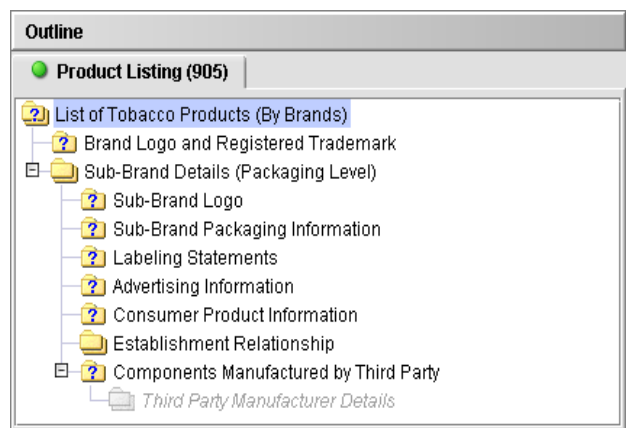 Outline
Product Listing (905)
List of Tobacco Products (By Brands)
Brand Logo and Registered Trademark
Sub-Brand Details (Packaging Level)
Sub-Brand Logo
Sub-Brand Packaging Information
Labeling Statements
Advertising Information
Consumer Product Information
Establishment Relationship
Components Manufactured by Third Party
Third Party Manufacturer Details